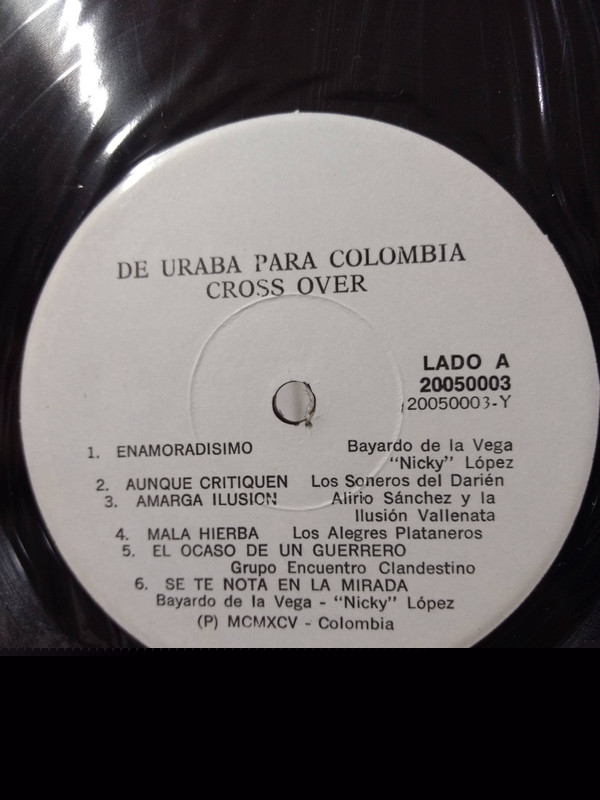 DE URABA PARA COLOMBIA
CROSS OVER
LADO A
20050003
20050003-Y
1. ENAMORADISIMO Bayardo de la Vega
"Nicky" López
2. AUNQUE CRITIQUEN Los Soneros del Darién
3. AMARGA ILUSION Alirio Sánchez y la
Ilusión Vallenata
4. MALA HIERBA Los Alegres Plataneros
5. EL OCASO DE UN GUERRERO
Grupo Encuentro Clandestino
6. SE TE NOTA EN LA MIRADA
Bayardo de la Vega - "Nicky" López
(P) MCMXCV - Colombia